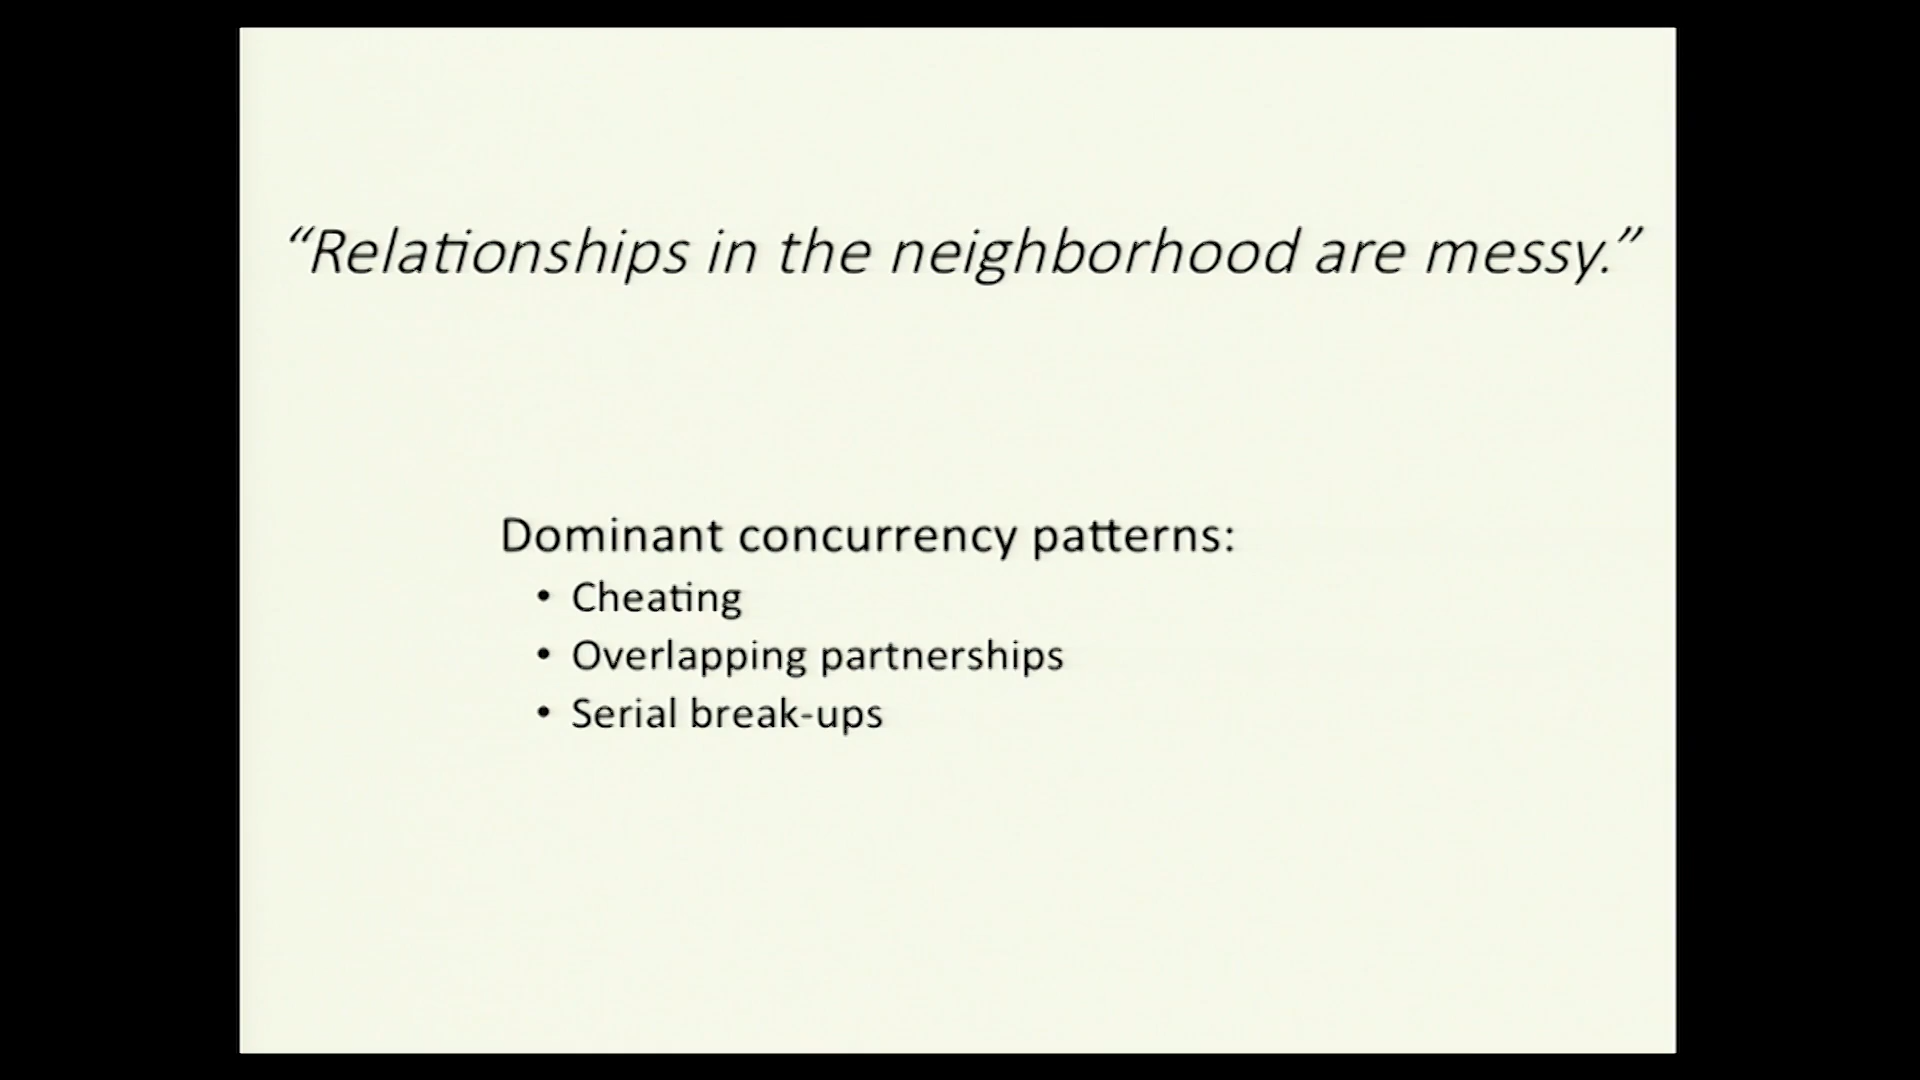 “Relationships in the neighborhood are messy.”
Dominant concurrency patterns:
• Cheating
• Overlapping partnerships
• Serial break-ups